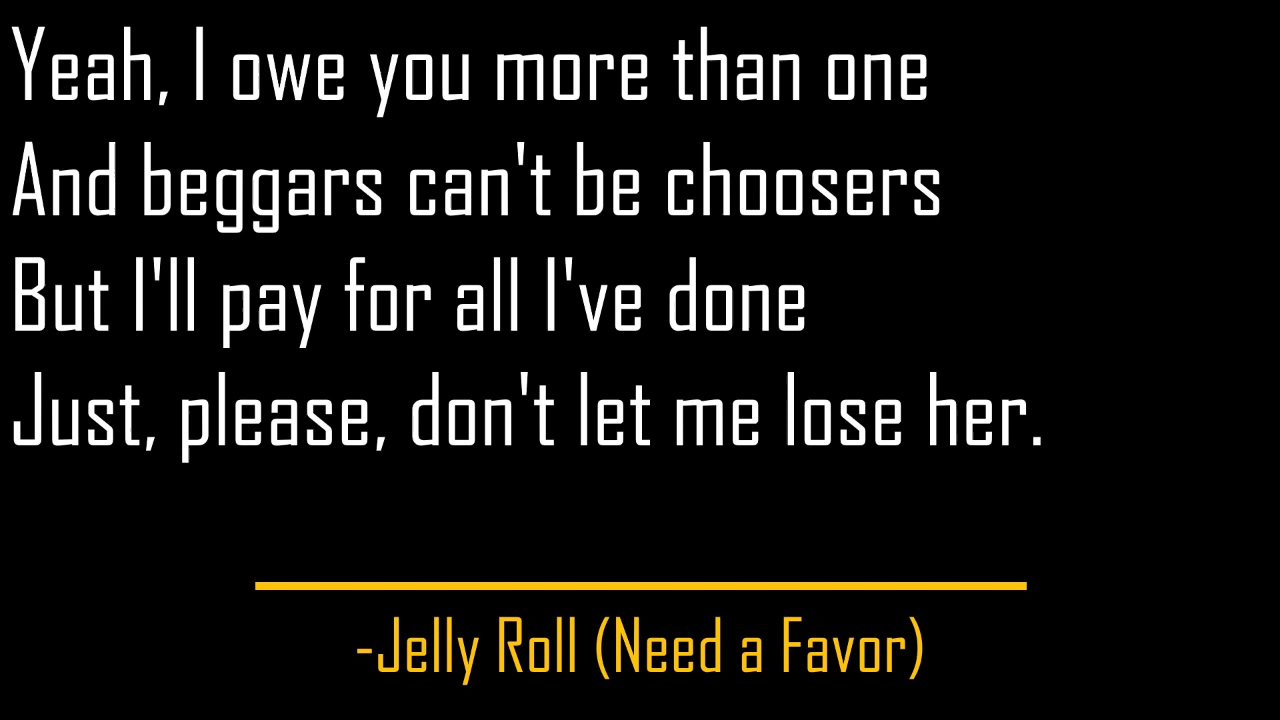 Yeah, I owe you more than one
And beggars can't be choosers
But I'll pay for all I've done
Just, please, don't let me lose her.
-Jelly Roll (Need a Favor)